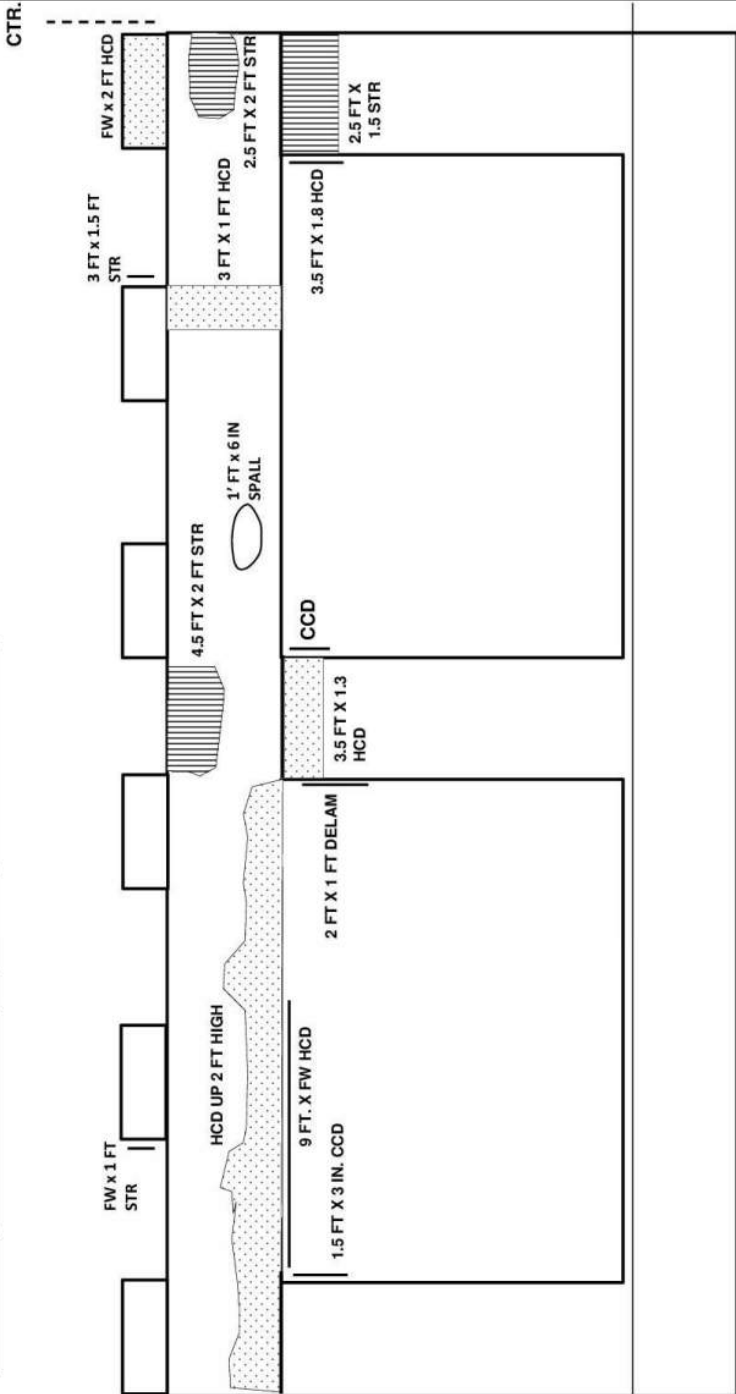 CTR.
FW x 1 FT
STR
3 FT x 1.5 FT
STR
FW x 2 FT HCD
HCD UP 2 FT HIGH
4.5 FT X 2 FT STR
1' FT x 6 IN
SPALL
3 FT X 1 FT HCD
2.5 FT X 2 FT STR
1.5 FT X 3 IN. CCD
9 FT. X FW HCD
2 FT X 1 FT DELAM
3.5 FT X 1.3
HCD
CCD
3.5 FT X 1.8 HCD
2.5 FT X
1.5 STR